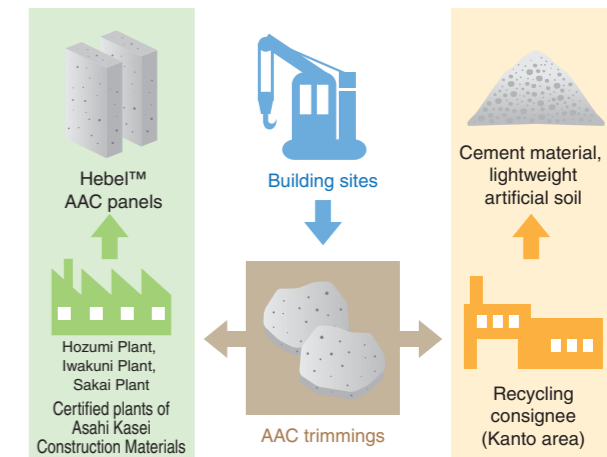 Hebel™
AAC panels
Hozumi Plant,
Iwakuni Plant,
Sakai Plant
Certified plants of
Asahi Kasei
Construction Materials
Building sites
AAC trimmings
Cement material,
lightweight
artificial soil
Recycling
consignee
(Kanto area)